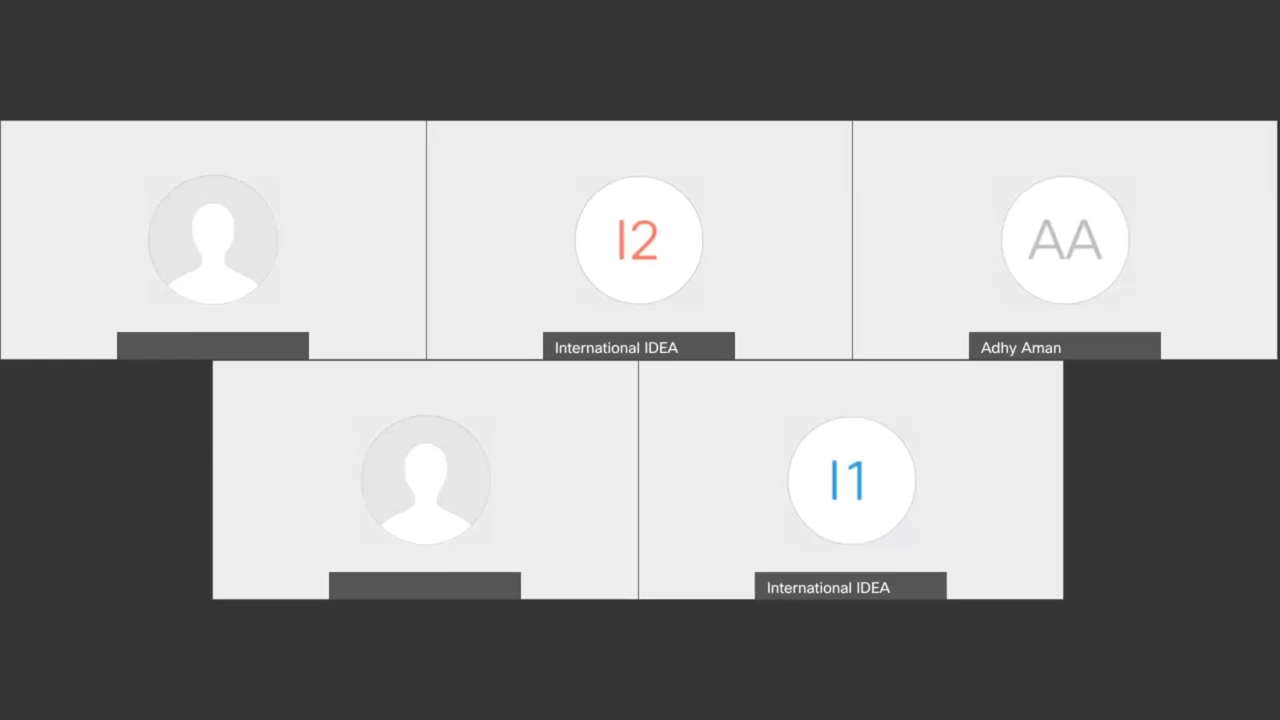 I2
International IDEA
AA
Adhy Aman
I1
International IDEA